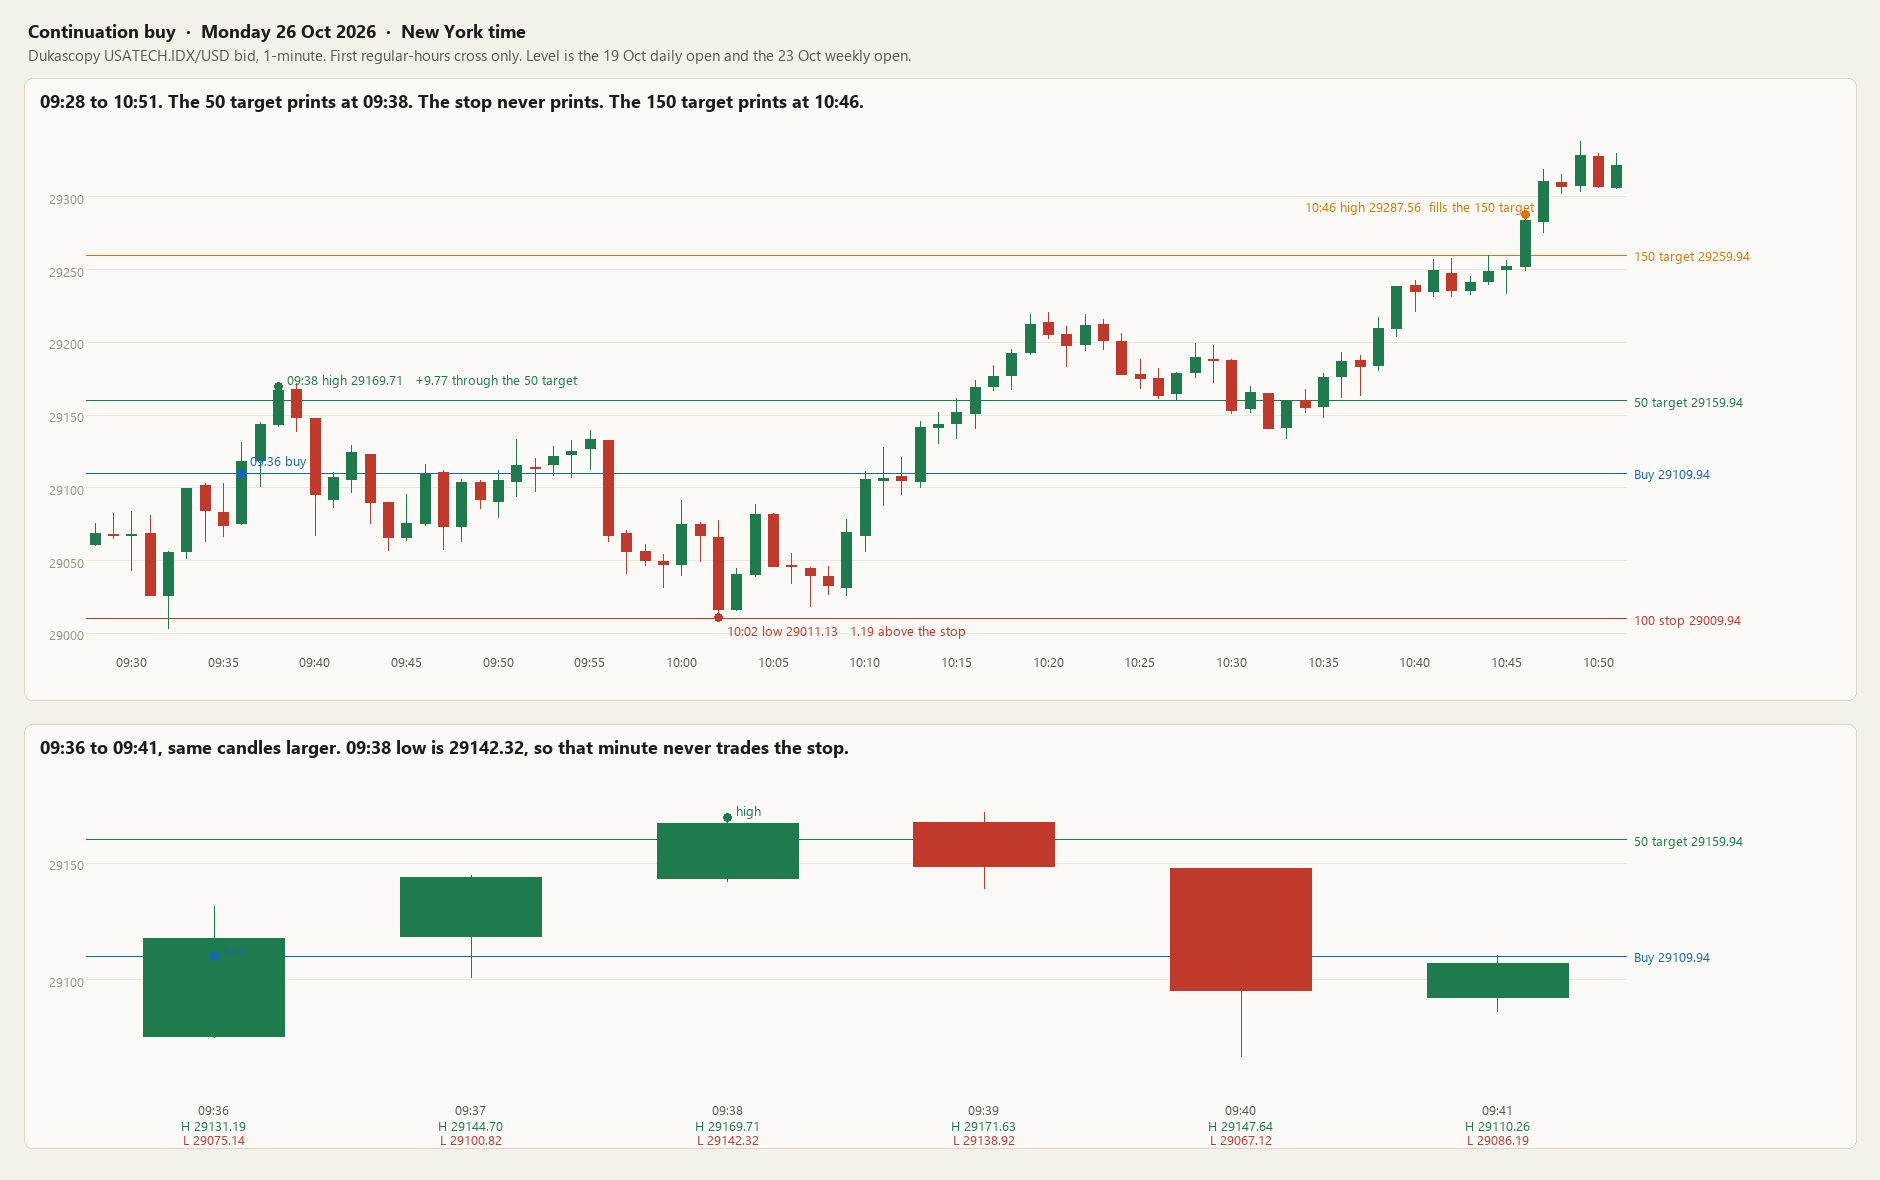 Continuation buy · Monday 26 Oct 2026 · New York time
Dukascopy USATECH.IDX/USD bid, 1-minute. First regular-hours cross only. Level is the 19 Oct daily open and the 23 Oct weekly open.
09:28 to 10:51. The 50 target prints at 09:38. The stop never prints. The 150 target prints at 10:46.
29300
10:46 high 29287.56 fills the 150 target
150 target 29259.94
29250
29200
09:38 high 29169.71 +9.77 through the 50 target
50 target 29159.94
29150
09:36 buy
Buy 29109.94
29100
29050
100 stop 29009.94
10:02 low 29011.13 1.19 above the stop
29000
09:30 09:35 09:40 09:45 09:50 09:55 10:00 10:05 10:10 10:15 10:20 10:25 10:30 10:35 10:40 10:45 10:50
09:36 to 09:41, same candles larger. 09:38 low is 29142.32, so that minute never trades the stop.
high
50 target 29159.94
29150
buy
Buy 29109.94
29100
09:36 09:37 09:38 09:39 09:40 09:41
H 29131.19 H 29144.70 H 29169.71 H 29171.63 H 29147.64 H 29110.26
L 29075.14 L 29100.82 L 29142.32 L 29138.92 L 29067.12 L 29086.19